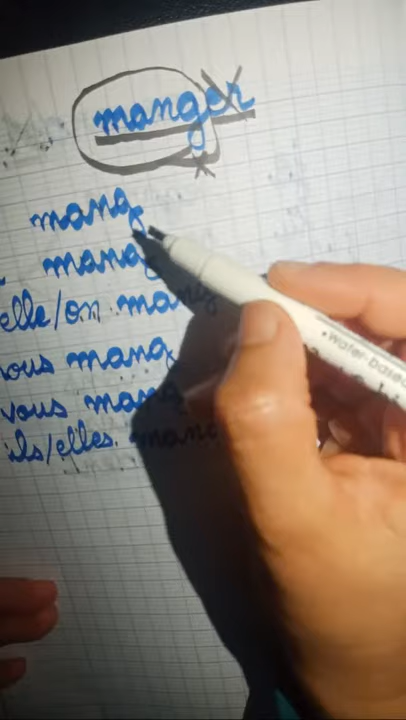 manger
mang
mang
elle/on mang
nous mang
vous mang
ils/elles. mang
water-based